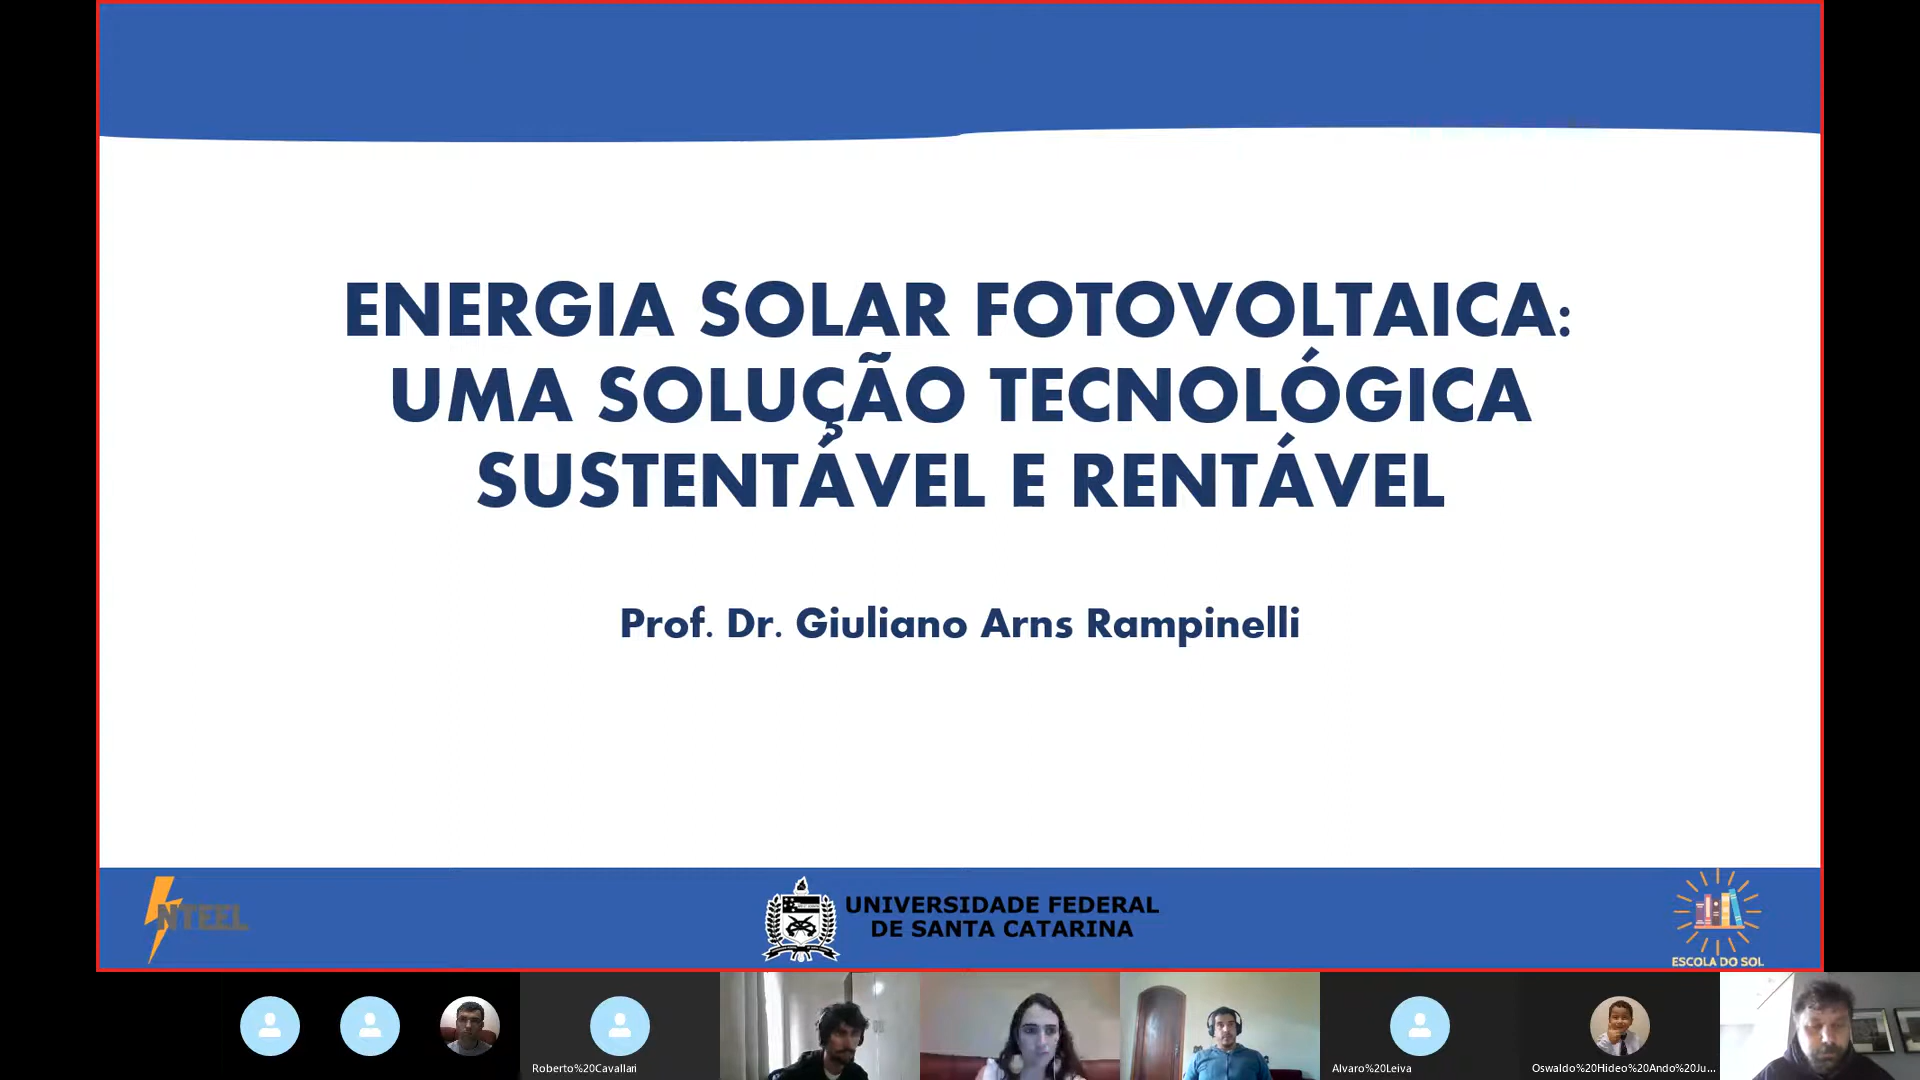 ENERGIA SOLAR FOTOVOLTAICA:
UMA SOLUÇÃO TECNOLÓGICA
SUSTENTÁVEL E RENTÁVEL
Prof. Dr. Giuliano Arns Rampinelli
NTEEL
UNIVERSIDADE FEDERAL
DE SANTA CATARINA
ESCOLA DO SOL
Roberto%20Cavallari
Alvaro%20Leiva
Oswaldo%20Hideo%20Ando%20Ju...